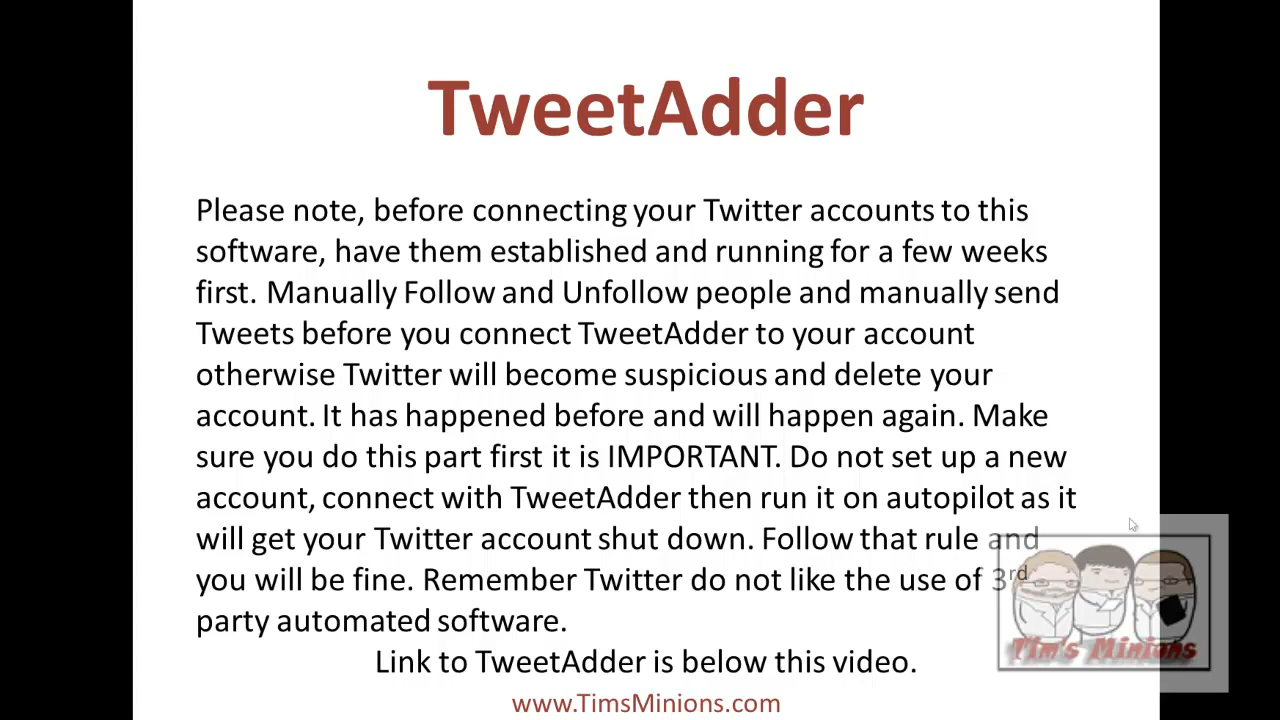 TweetAdder
Please note, before connecting your Twitter accounts to this
software, have them established and running for a few weeks
first. Manually Follow and Unfollow people and manually send
Tweets before you connect TweetAdder to your account
otherwise Twitter will become suspicious and delete your
account. It has happened before and will happen again. Make
sure you do this part first it is IMPORTANT. Do not set up a new
account, connect with TweetAdder then run it on autopilot as it
will get your Twitter account shut down. Follow that rule and
you will be fine. Remember Twitter do not like the use of 3rd
party automated software.
Link to TweetAdder is below this video.
www.TimsMinions.com
Tim's Minions